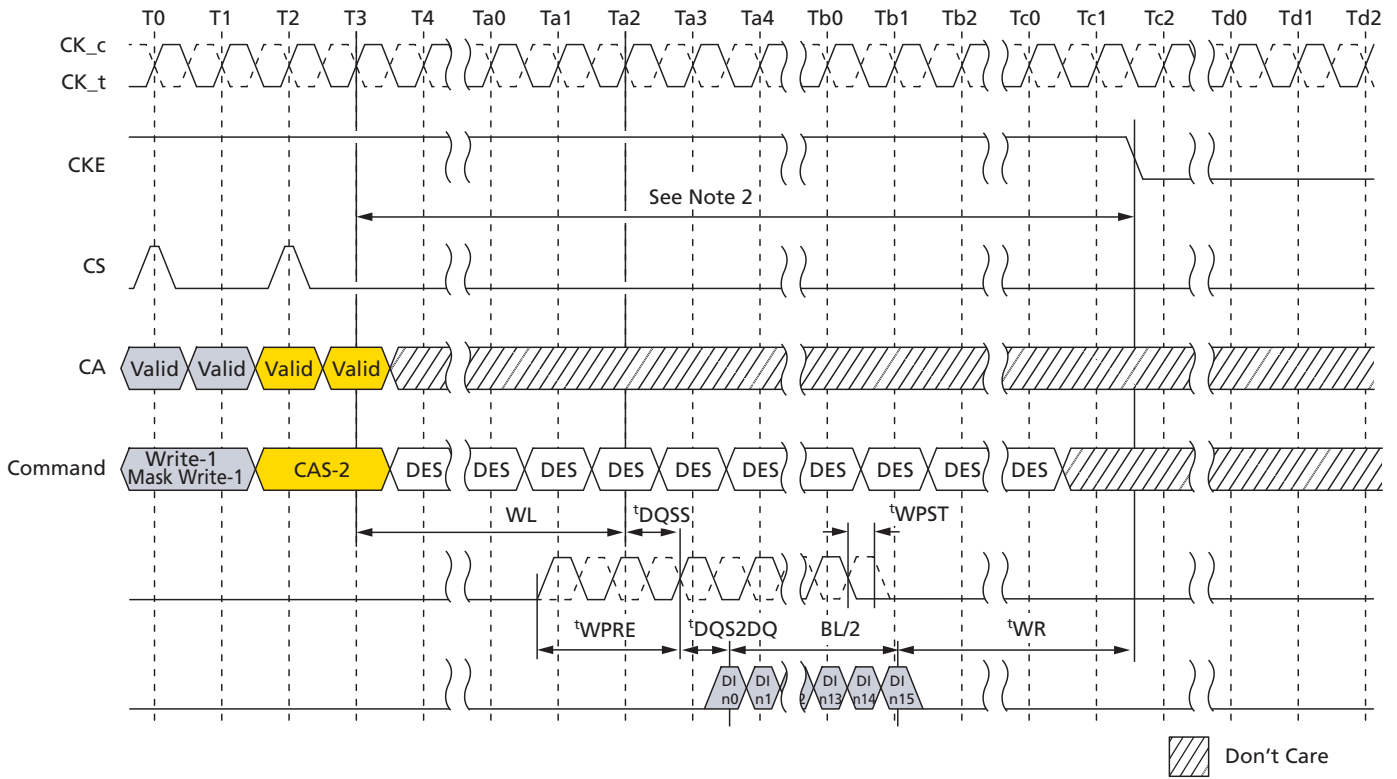 T0 T1 T2 T3 T4 Ta0 Ta1 Ta2 Ta3 Ta4 Tb0 Tb1 Tb2 Tc0 Tc1 Tc2 Td0 Td1 Td2
CK_c
CK_t
CKE
See Note 2
CS
CA Valid Valid Valid Valid
Command Write-1 Mask Write-1 CAS-2 DES DES DES DES DES DES DES DES DES DES
WL tDQSS tWPST
tWPRE tDQS2DQ BL/2 tWR
DI n0 DI n1 2 DI n13 DI n14 DI n15
Don't Care